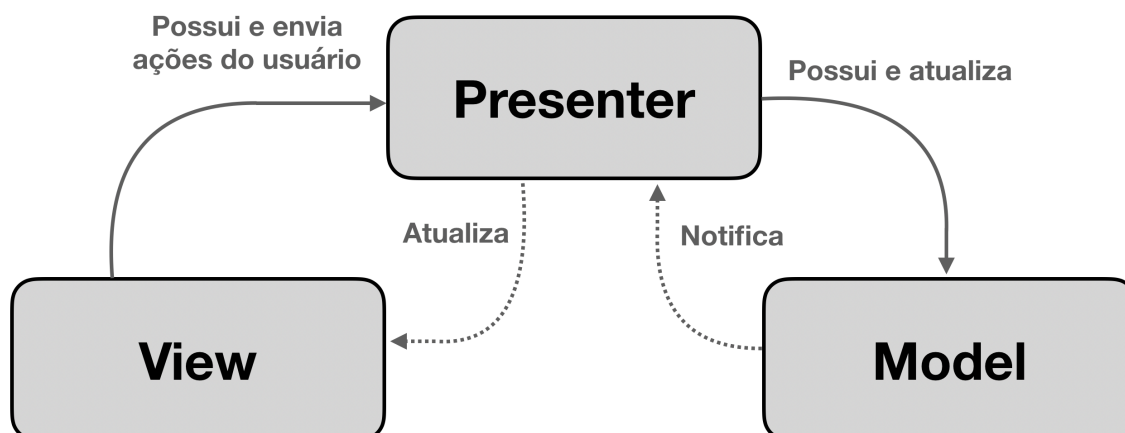 Possui e envia
ações do usuário
Presenter
Possui e atualiza
Atualiza
Notifica
View
Model